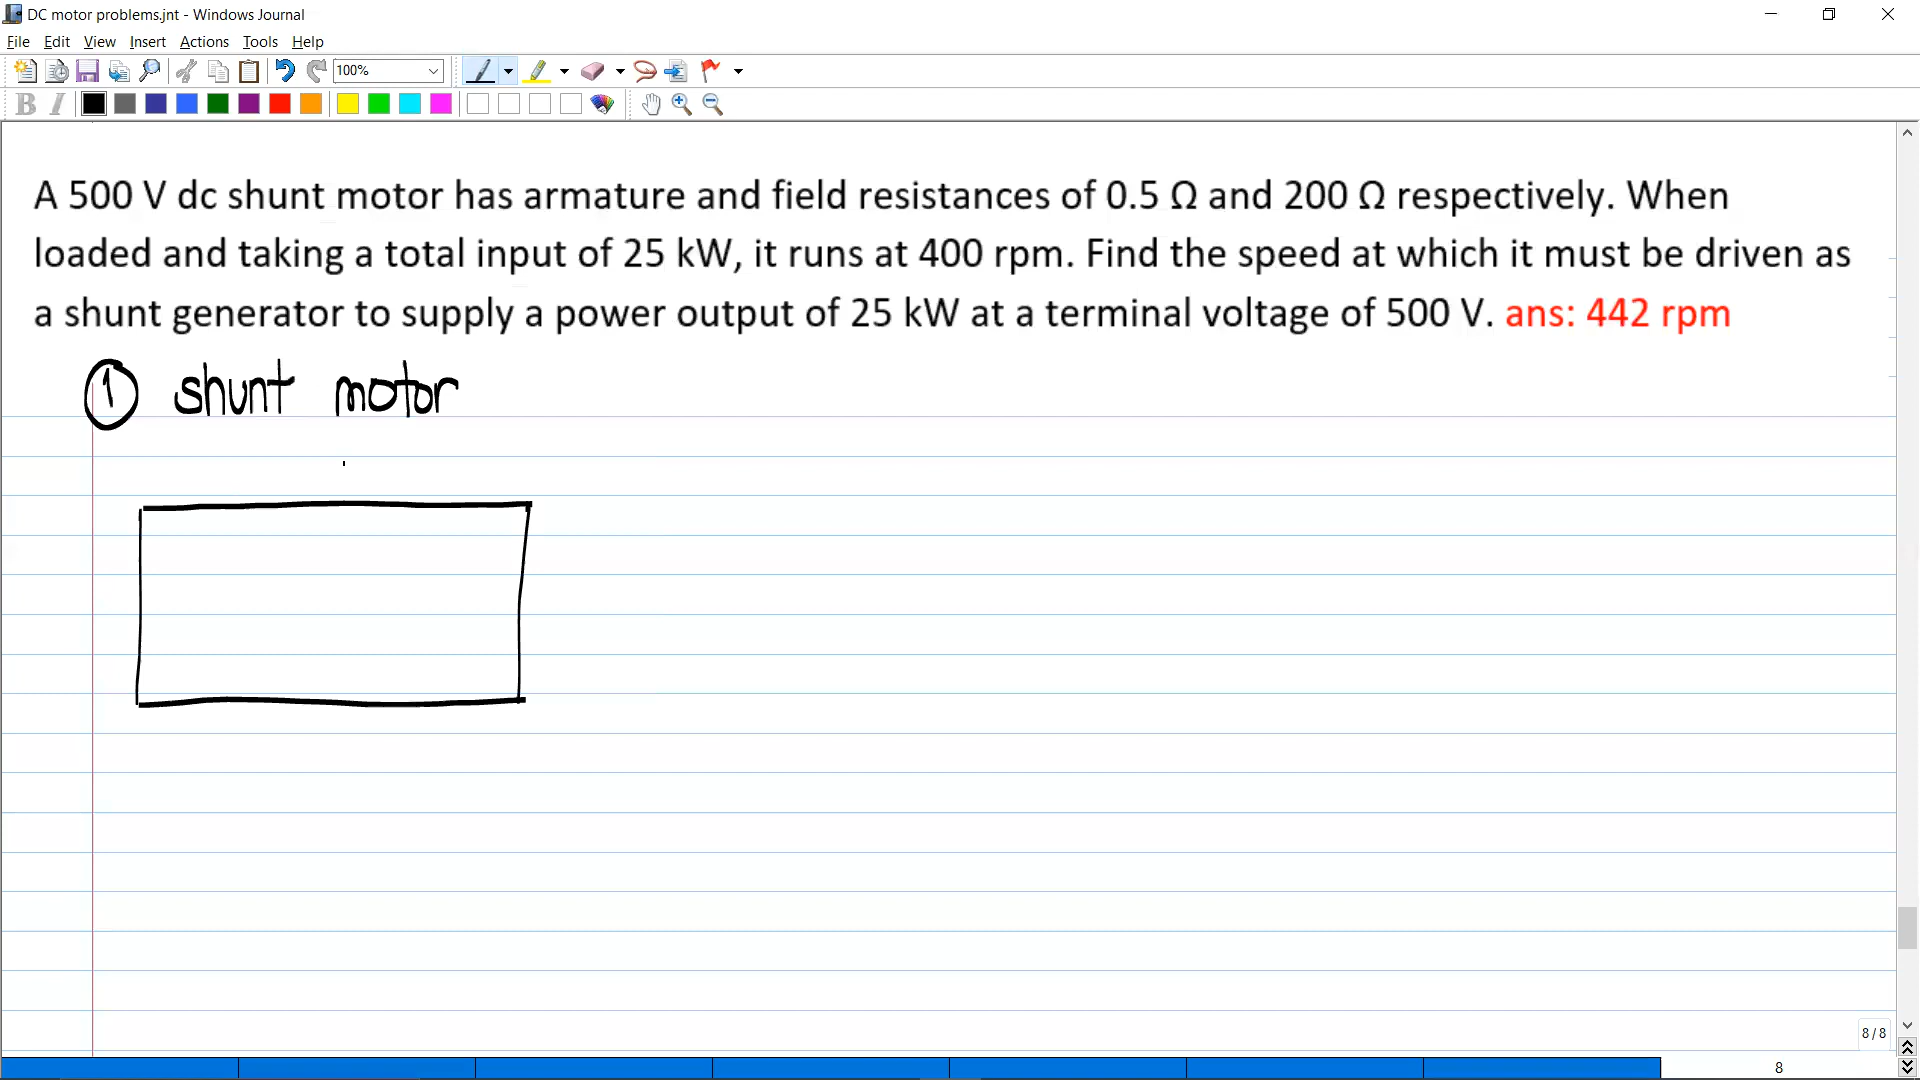 DC motor problems.jnt - Windows Journal
File Edit View Insert Actions Tools Help
100%
B I
A 500 V dc shunt motor has armature and field resistances of 0.5 Ω and 200 Ω respectively. When
loaded and taking a total input of 25 kW, it runs at 400 rpm. Find the speed at which it must be driven as
a shunt generator to supply a power output of 25 kW at a terminal voltage of 500 V. ans: 442 rpm
① shunt motor
8 / 8
8